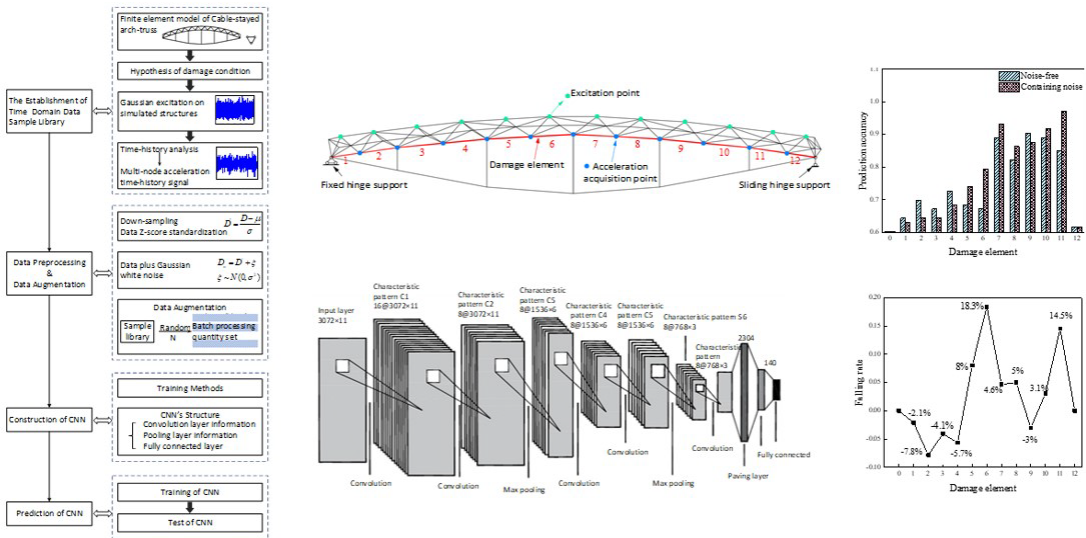 Finite element model of Cable-stayed
arch-truss
Hypothesis of damage condition
The Establishment of
Time Domain Data
Sample Library
Gaussian excitation on
simulated structures
Time-history analysis
Multi-node acceleration
time-history signal
Down-sampling
Data Z-score standardization
D = D − μ / σ
Data Preprocessing
&
Data Augmentation
Data plus Gaussian
white noise
D = D + ξ
ξ ~ N(0, σ²)
Data Augmentation
Sample
library
Random
N
Batch processing
quantity set
Training Methods
Construction of CNN
CNN's Structure
Convolution layer information
Pooling layer information
Fully connected layer
Training of CNN
Prediction of CNN
Test of CNN
Excitation point
1 2 3 4 5 6 7 8 9 10 11 12
Damage element
Acceleration
acquisition point
Fixed hinge support
Sliding hinge support
Input layer
3072×11
Characteristic
pattern C1
16@3072×11
Characteristic
pattern C2
8@3072×11
Characteristic
pattern C5
8@1536×6
Characteristic
pattern C4
8@1536×6
Characteristic
pattern C5
8@1536×6
Characteristic pattern S6
8@768×3
Characteristic
pattern
8@768×3
2304
140
Convolution
Convolution
Max pooling
Convolution
Convolution
Max pooling
Convolution
Paving layer
Fully connected
Noise-free
Containing noise
Prediction accuracy
1.1
1.0
0.9
0.8
0.7
0.6
0 1 2 3 4 5 6 7 8 9 10 11 12
Damage element
Falling rate
0.20
0.15
0.10
0.05
0.00
-0.05
-0.10
18.3%
14.5%
8%
5%
4.6%
3.1%
-2.1%
-4.1%
-3%
-5.7%
-7.8%
0 1 2 3 4 5 6 7 8 9 10 11 12
Damage element